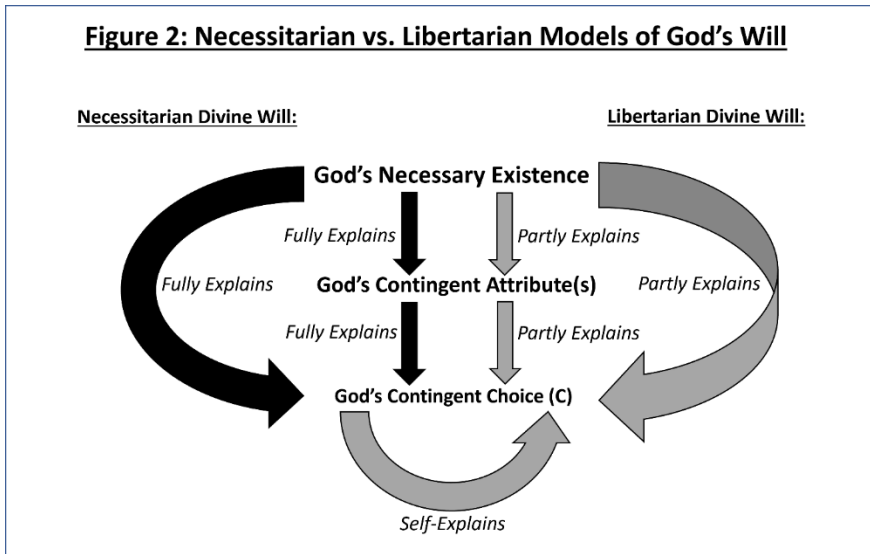 Figure 2: Necessitarian vs. Libertarian Models of God's Will
Necessitarian Divine Will:
Libertarian Divine Will:
God's Necessary Existence
Fully Explains
Partly Explains
Fully Explains
God's Contingent Attribute(s)
Partly Explains
Fully Explains
Partly Explains
God's Contingent Choice (C)
Self-Explains